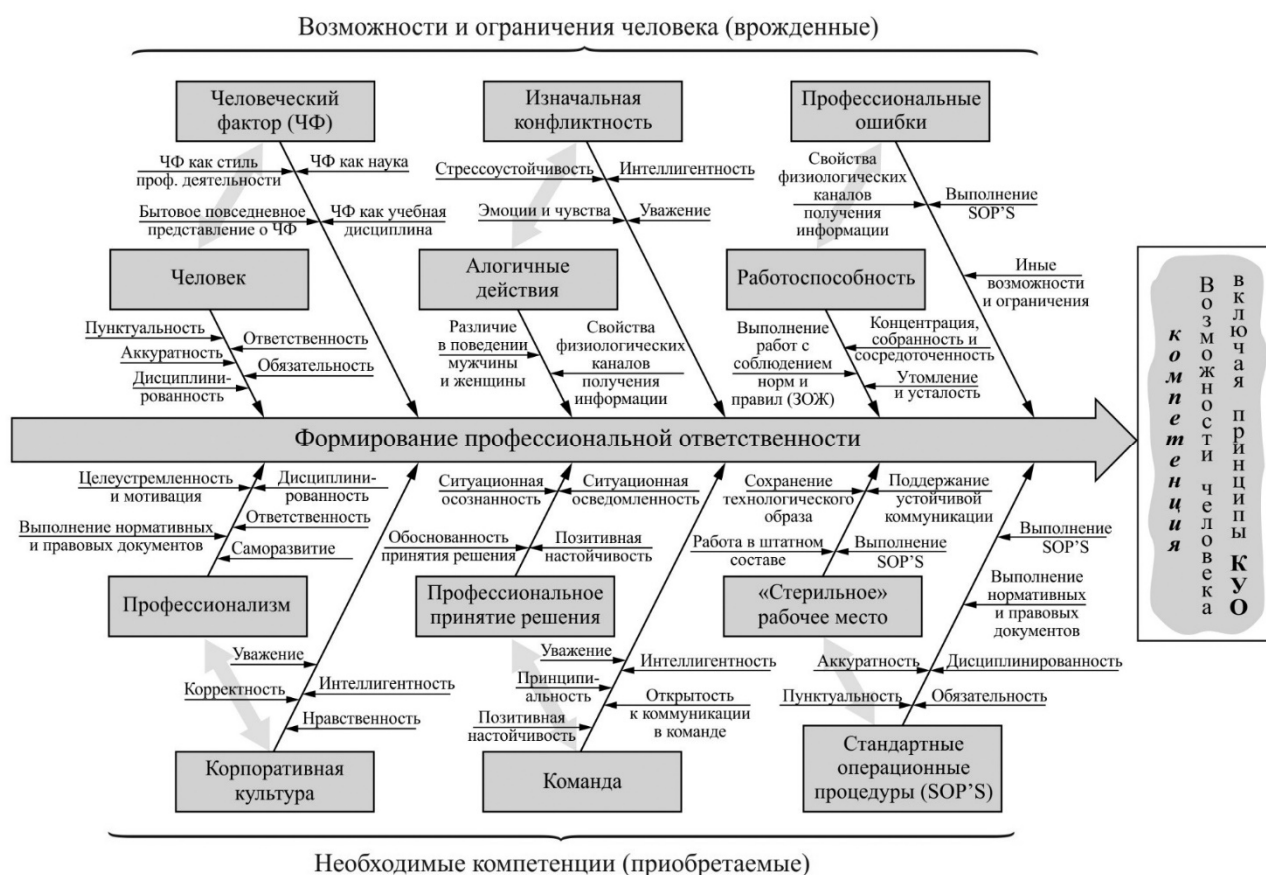 Возможности и ограничения человека (врожденные)
Человеческий
фактор (ЧФ)
Изначальная
конфликтность
Профессиональные
ошибки
ЧФ как стиль
проф. деятельности
ЧФ как наука
Бытовое повседневное
представление о ЧФ
ЧФ как учебная
дисциплина
Стрессоустойчивость
Интеллигентность
Эмоции и чувства
Уважение
Свойства
физиологических
каналов
получения
информации
Выполнение
SOP’S
Иные
возможности
и ограничения
Человек
Алогичные
действия
Работоспособность
Пунктуальность
Ответственность
Аккуратность
Обязательность
Дисциплини-
рованность
Различие
в поведении
мужчины
и женщины
Свойства
физиологических
каналов
получения
информации
Выполнение
работ с
соблюдением
норм и
правил (ЗОЖ)
Концентрация,
собранность и
сосредоточенность
Утомление
и усталость
Формирование профессиональной ответственности
компетенция
Возможности человека
включая принципы КУО
Целеустремленность
и мотивация
Дисциплини-
рованность
Ответственность
Выполнение нормативных
и правовых документов
Саморазвитие
Ситуационная
осознанность
Ситуационная
осведомленность
Обоснованность
принятия решения
Позитивная
настойчивость
Сохранение
технологического
образа
Поддержание
устойчивой
коммуникации
Работа в штатном
составе
Выполнение
SOP’S
Выполнение
SOP’S
Выполнение
нормативных
и правовых
документов
Профессионализм
Профессиональное
принятие решения
«Стерильное»
рабочее место
Уважение
Корректность
Интеллигентность
Нравственность
Уважение
Интеллигентность
Принципи-
альность
Открытость
к коммуникации
в команде
Позитивная
настойчивость
Аккуратность
Дисциплинированность
Пунктуальность
Обязательность
Корпоративная
культура
Команда
Стандартные
операционные
процедуры (SOP’S)
Необходимые компетенции (приобретаемые)